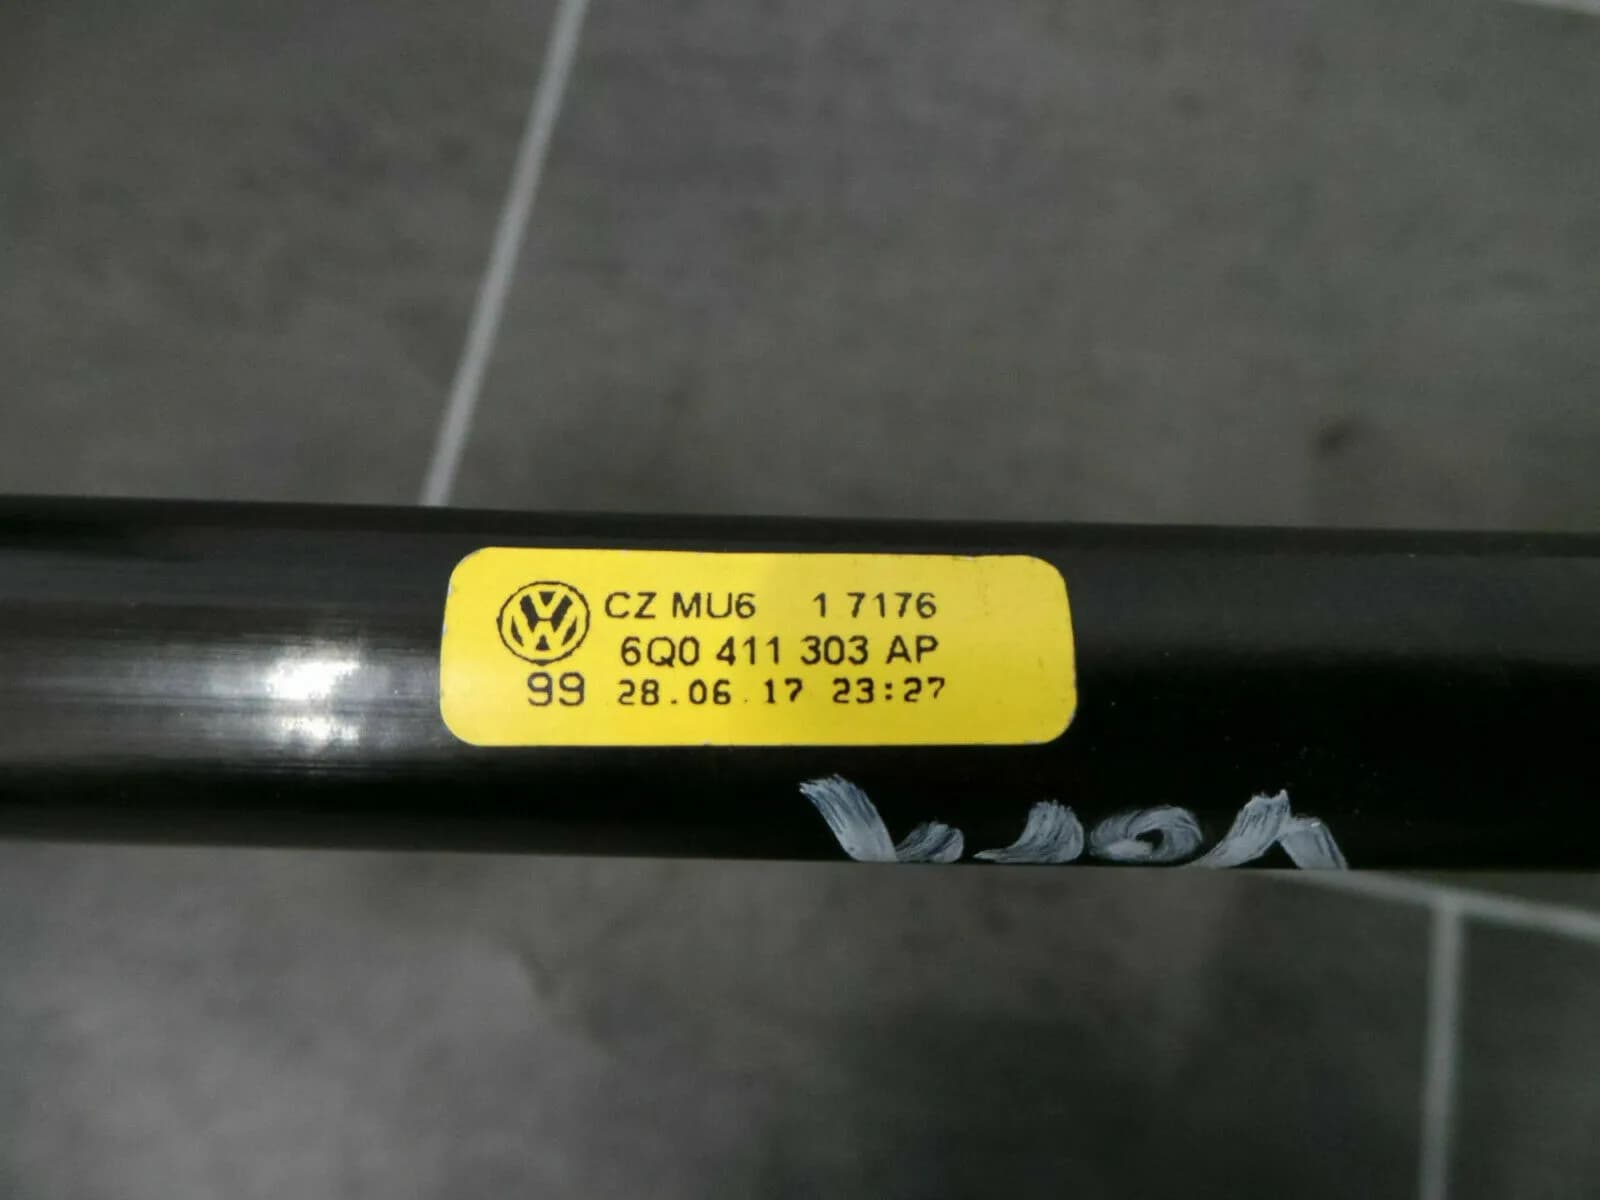 CZ MU6 1 7176
6Q0 411 303 AP
99 28.06.17 23:27